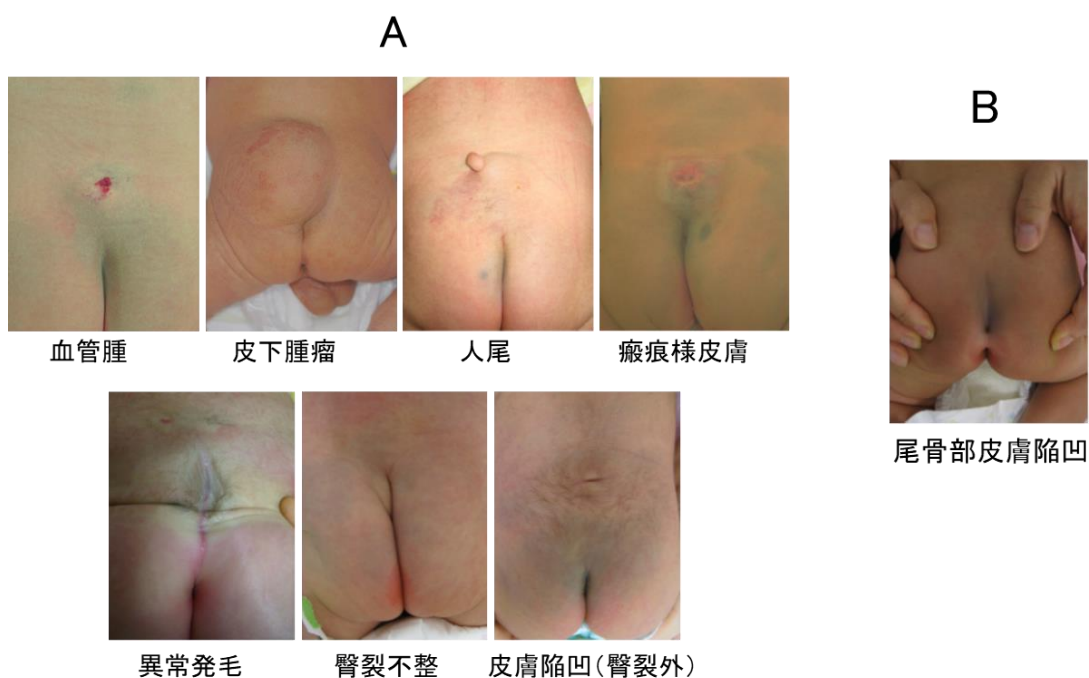 A
B
血管腫
皮下腫瘤
人尾
瘢痕様皮膚
尾骨部皮膚陥凹
異常発毛
臀裂不整
皮膚陥凹（臀裂外）